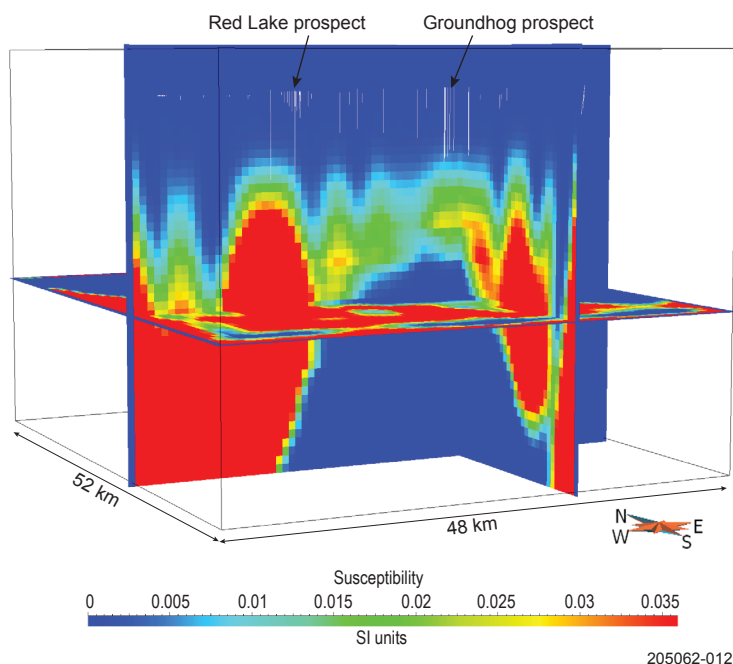 Red Lake prospect
Groundhog prospect
52 km
48 km
N
E
W
S
Susceptibility
0 0.005 0.01 0.015 0.02 0.025 0.03 0.035
SI units
205062-012